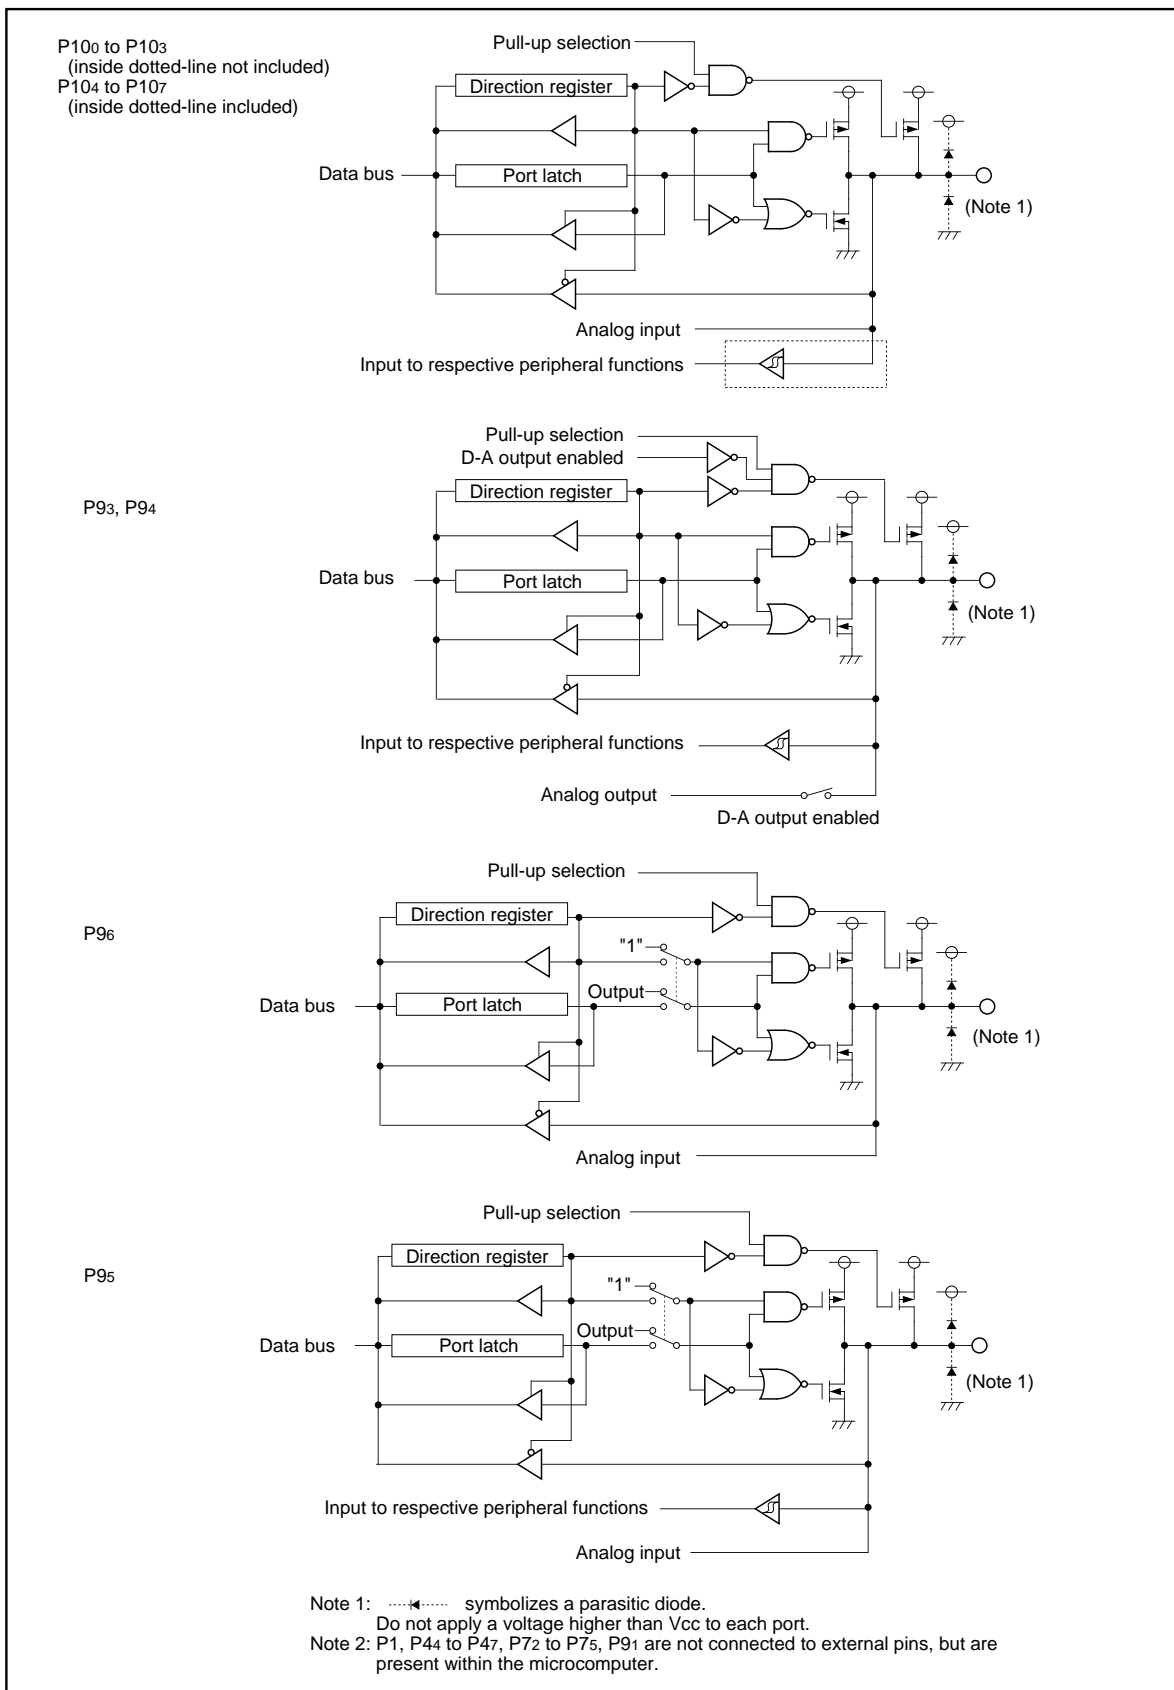 P100 to P103
(inside dotted-line not included)
P104 to P107
(inside dotted-line included)
Pull-up selection
Direction register
Data bus
Port latch
(Note 1)
Analog input
Input to respective peripheral functions
P93, P94
Pull-up selection
D-A output enabled
Direction register
Data bus
Port latch
(Note 1)
Input to respective peripheral functions
Analog output
D-A output enabled
P96
Pull-up selection
Direction register
"1"
Output
Data bus
Port latch
(Note 1)
Analog input
P95
Pull-up selection
Direction register
"1"
Output
Data bus
Port latch
(Note 1)
Input to respective peripheral functions
Analog input
Note 1: symbolizes a parasitic diode.
Do not apply a voltage higher than Vcc to each port.
Note 2: P1, P44 to P47, P72 to P75, P91 are not connected to external pins, but are
present within the microcomputer.